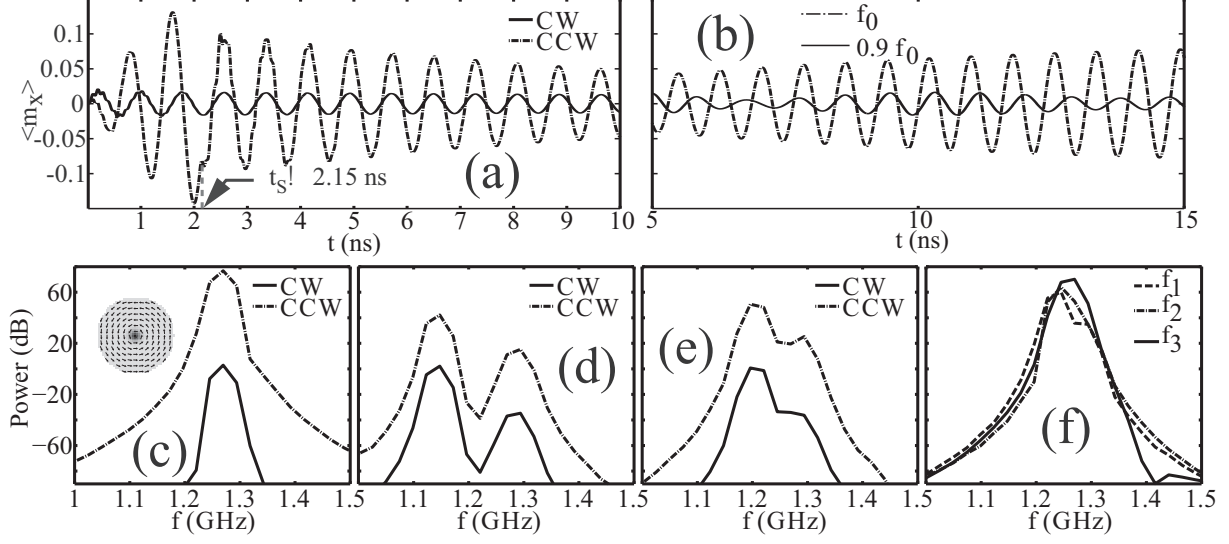 0.1
0.05
0
-0.05
-0.1
<m_x>
CW
CCW
(a)
t_S! 2.15 ns
1 2 3 4 5 6 7 8 9 10
t (ns)
(b)
f_0
0.9 f_0
5 10 15
t (ns)
60
20
−20
−60
Power (dB)
CW
CCW
(c)
1 1.1 1.2 1.3 1.4 1.5
f (GHz)
CW
CCW
(d)
1.1 1.2 1.3 1.4 1.5
f (GHz)
CW
CCW
(e)
1.1 1.2 1.3 1.4 1.5
f (GHz)
f_1
f_2
f_3
(f)
1.1 1.2 1.3 1.4 1.5
f (GHz)